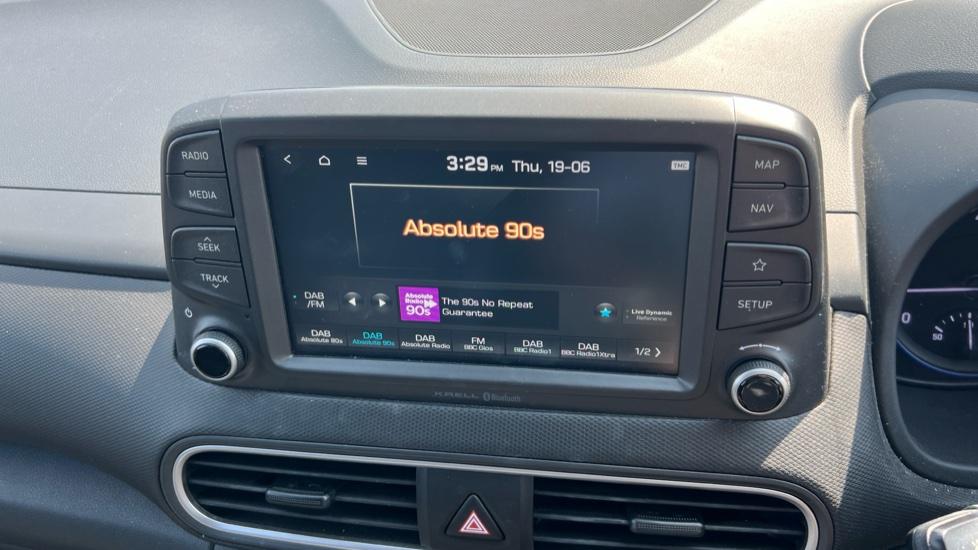 RADIO
MEDIA
SEEK
TRACK
3:29 PM Thu, 19-06
TMC
Absolute 90s
DAB
/FM
Absolute
Radio
90s
The 90s No Repeat
Guarantee
Live Dynamic
Reference
DAB
Absolute 80s
DAB
Absolute 90s
DAB
Absolute Radio
FM
BBC Glos
DAB
BBC Radio1
DAB
BBC Radio1Xtra
1/2
MAP
NAV
SETUP
KRELL Bluetooth
0
50